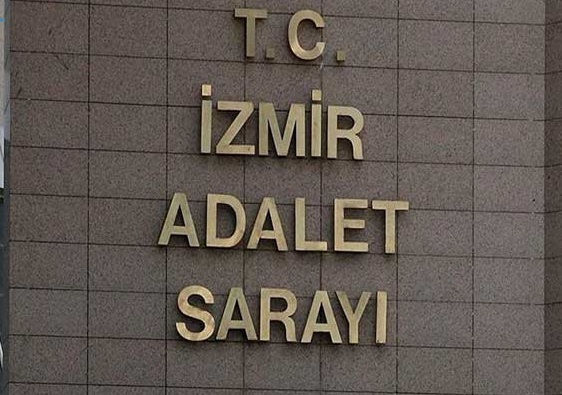 T.C.
İZMİR
ADALET
SARAYI